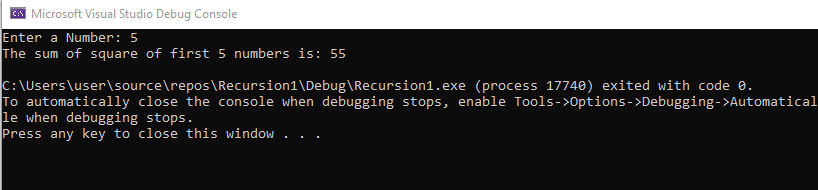 Microsoft Visual Studio Debug Console
Enter a Number: 5
The sum of square of first 5 numbers is: 55
C:\Users\user\source\repos\Recursion1\Debug\Recursion1.exe (process 17740) exited with code 0.
To automatically close the console when debugging stops, enable Tools->Options->Debugging->Automatical
le when debugging stops.
Press any key to close this window . . .